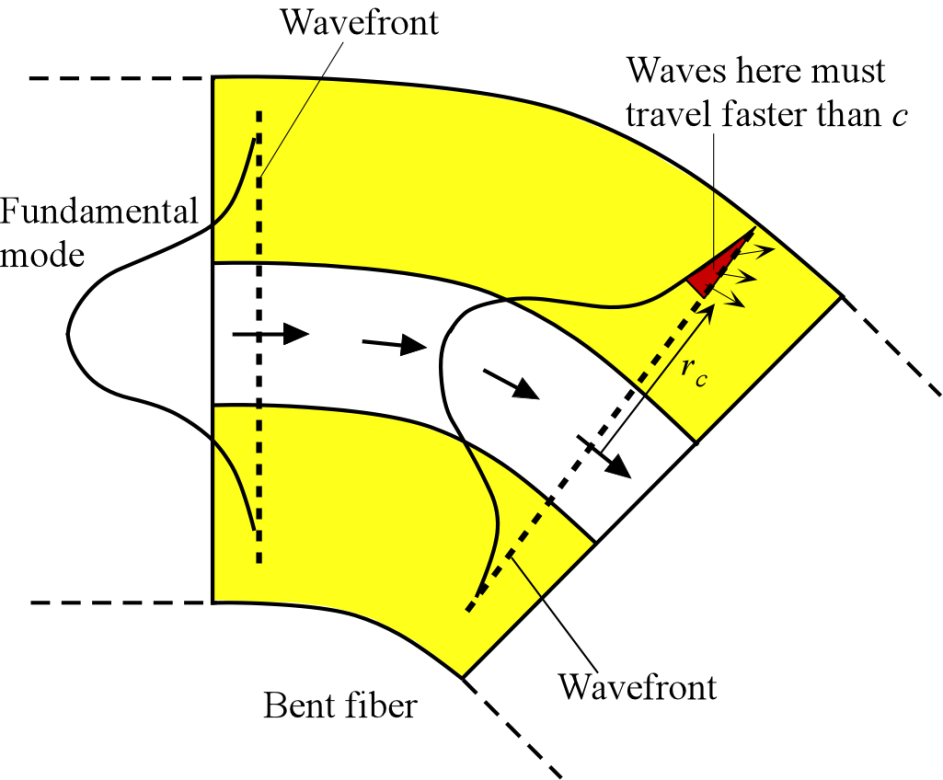 Wavefront
Waves here must
travel faster than c
Fundamental
mode
r c
Wavefront
Bent fiber